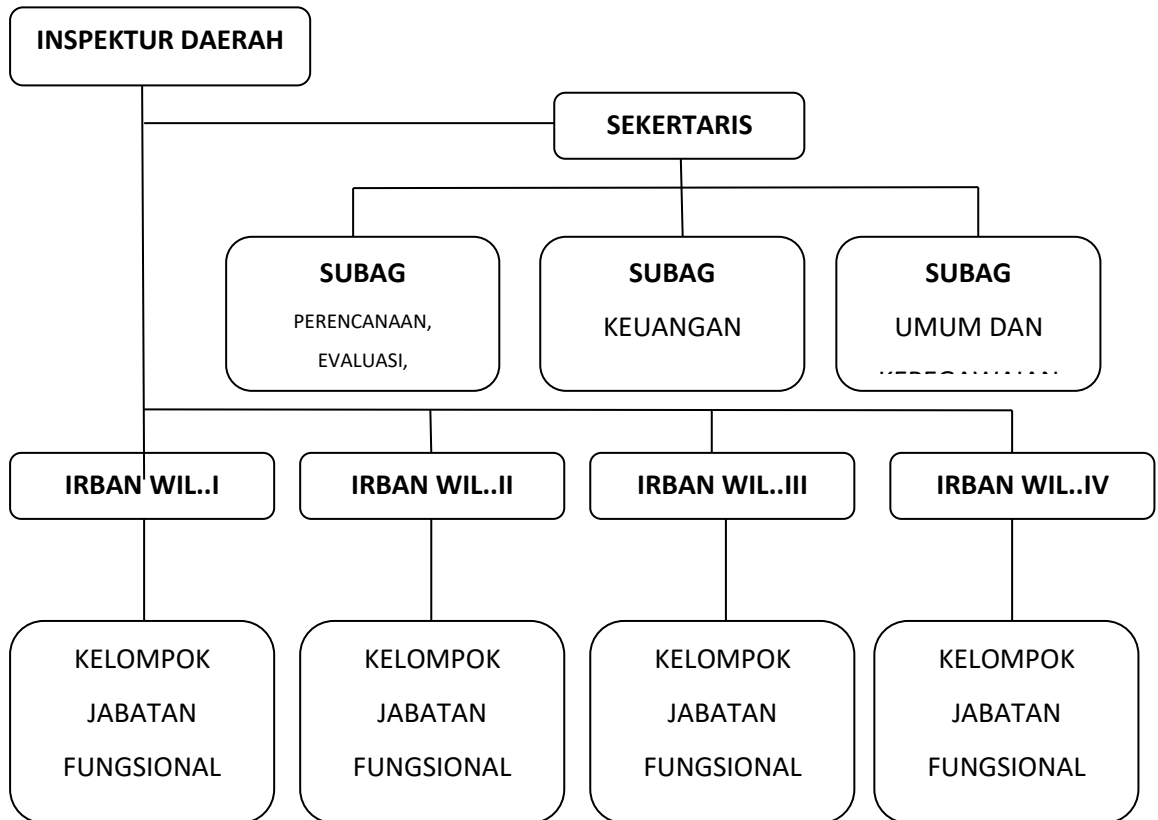 INSPEKTUR DAERAH
SEKERTARIS
SUBAG
PERENCANAAN,
EVALUASI,
SUBAG
KEUANGAN
SUBAG
UMUM DAN
IRBAN WIL..I
IRBAN WIL..II
IRBAN WIL..III
IRBAN WIL..IV
KELOMPOK
JABATAN
FUNGSIONAL
KELOMPOK
JABATAN
FUNGSIONAL
KELOMPOK
JABATAN
FUNGSIONAL
KELOMPOK
JABATAN
FUNGSIONAL